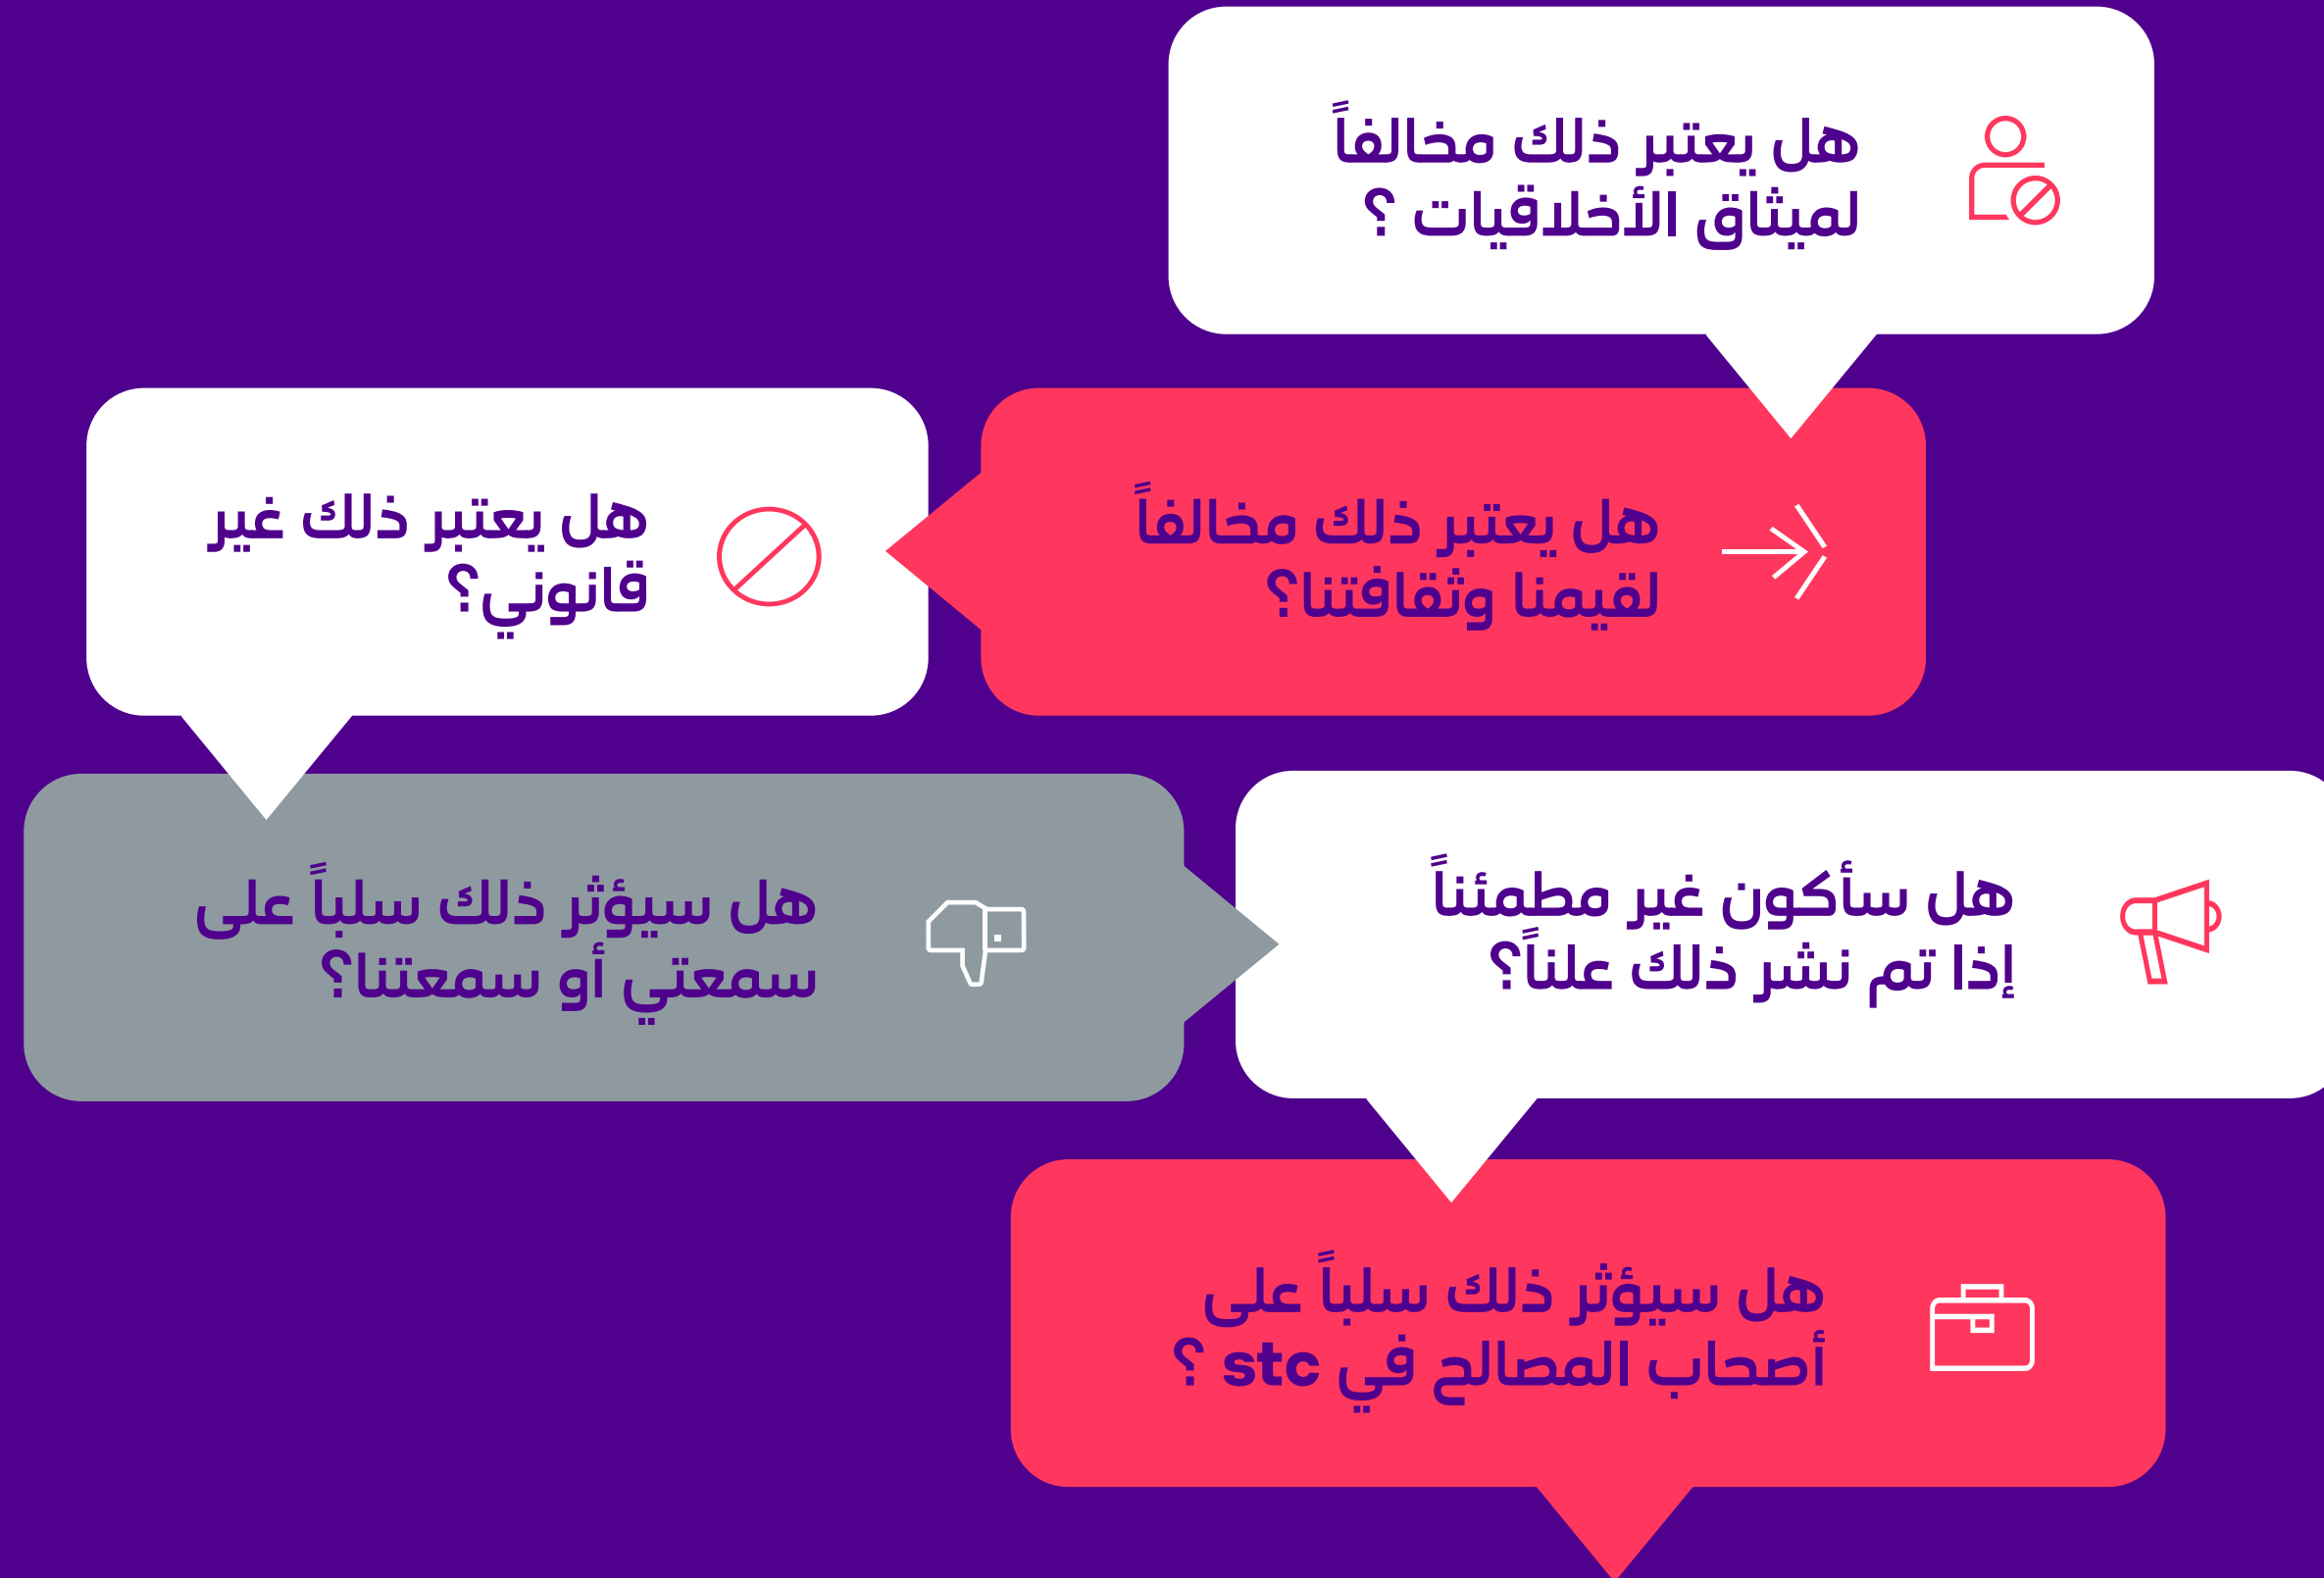 هل يعتبر ذلك مخالفاً
لميثاق الأخلاقيات ؟
هل يعتبر ذلك مخالفاً
لقيمنا وثقافتنا؟
هل يعتبر ذلك غير
قانوني؟
هل سيؤثر ذلك سلباً على
سمعتي أو سمعتنا؟
هل سأكون غير مطمئناً
إذا تم نشر ذلك علناً؟
هل سيؤثر ذلك سلباً على
أصحاب المصالح في stc ؟